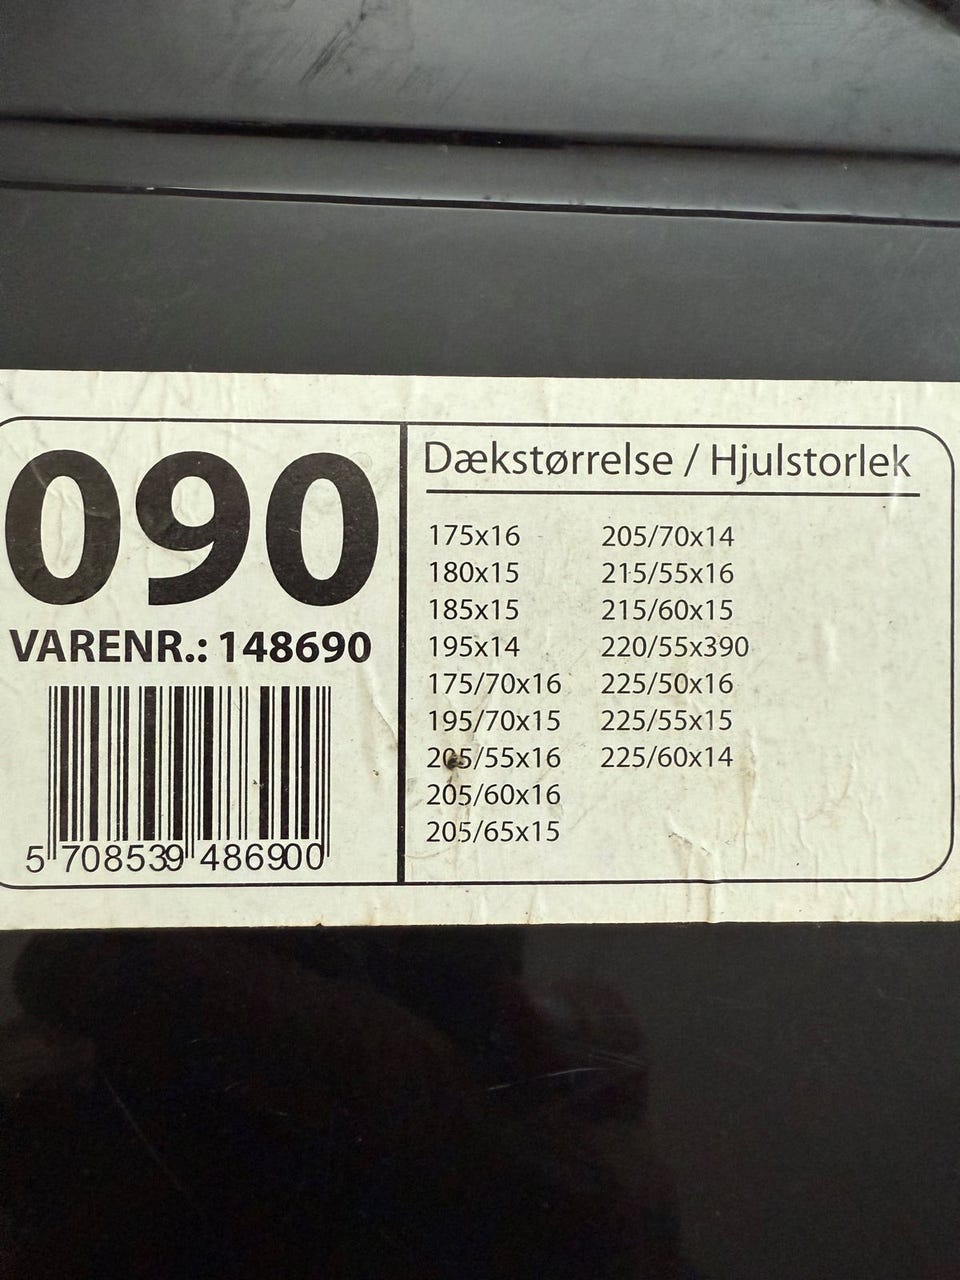 090
VARENR.: 148690
5 708539 486900
Dækstørrelse / Hjulstorlek
175x16
180x15
185x15
195x14
175/70x16
195/70x15
205/55x16
205/60x16
205/65x15
205/70x14
215/55x16
215/60x15
220/55x390
225/50x16
225/55x15
225/60x14